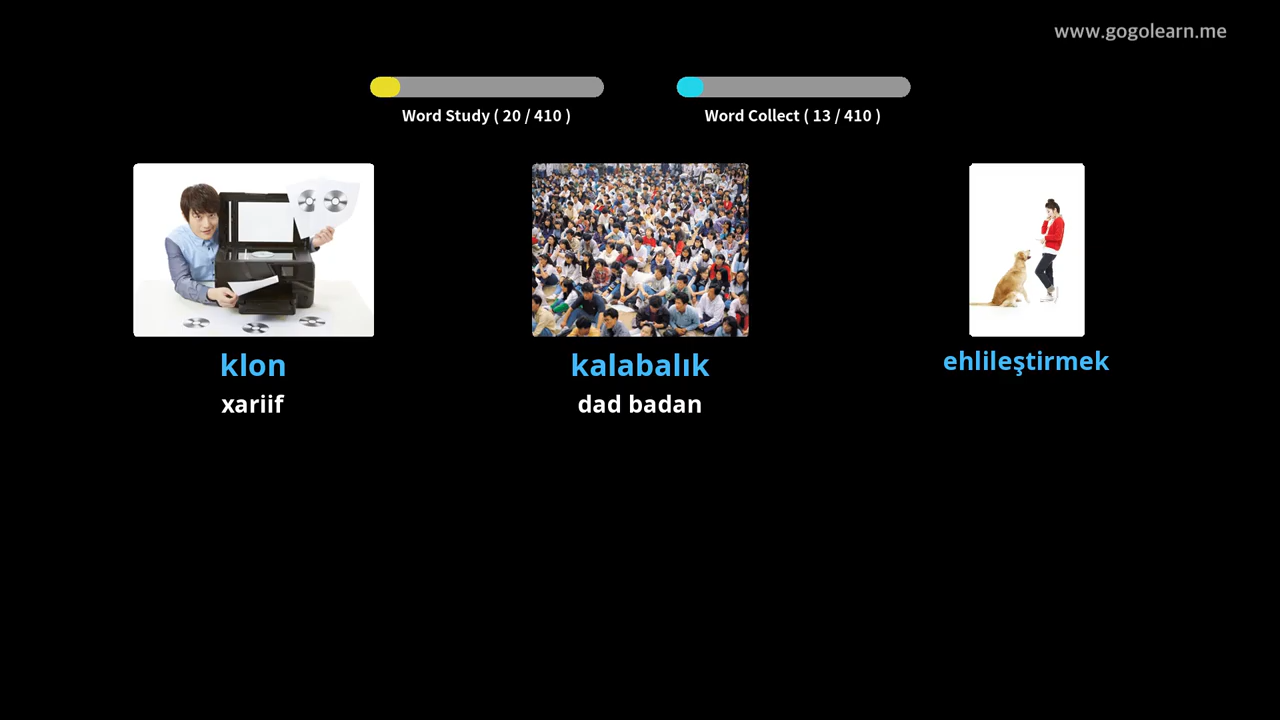 www.gogolearn.me
Word Study ( 20 / 410 )
Word Collect ( 13 / 410 )
klon
kalabalık
ehlileştirmek
xariif
dad badan